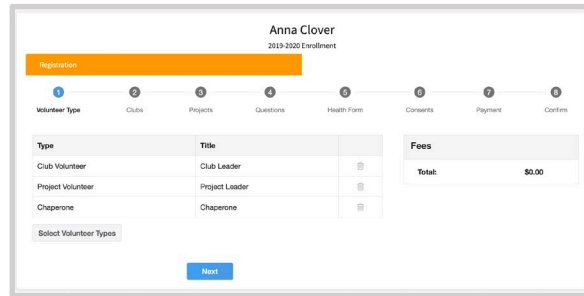 Anna Clover
2019-2020 Enrollment
Registration
1 2 3 4 5 6 7 8
Volunteer Type Clubs Projects Questions Health Form Consents Payment Confirm
Type Title
Club Volunteer Club Leader
Project Volunteer Project Leader
Chaperone Chaperone
Select Volunteer Types
Fees
Total: $0.00
Next